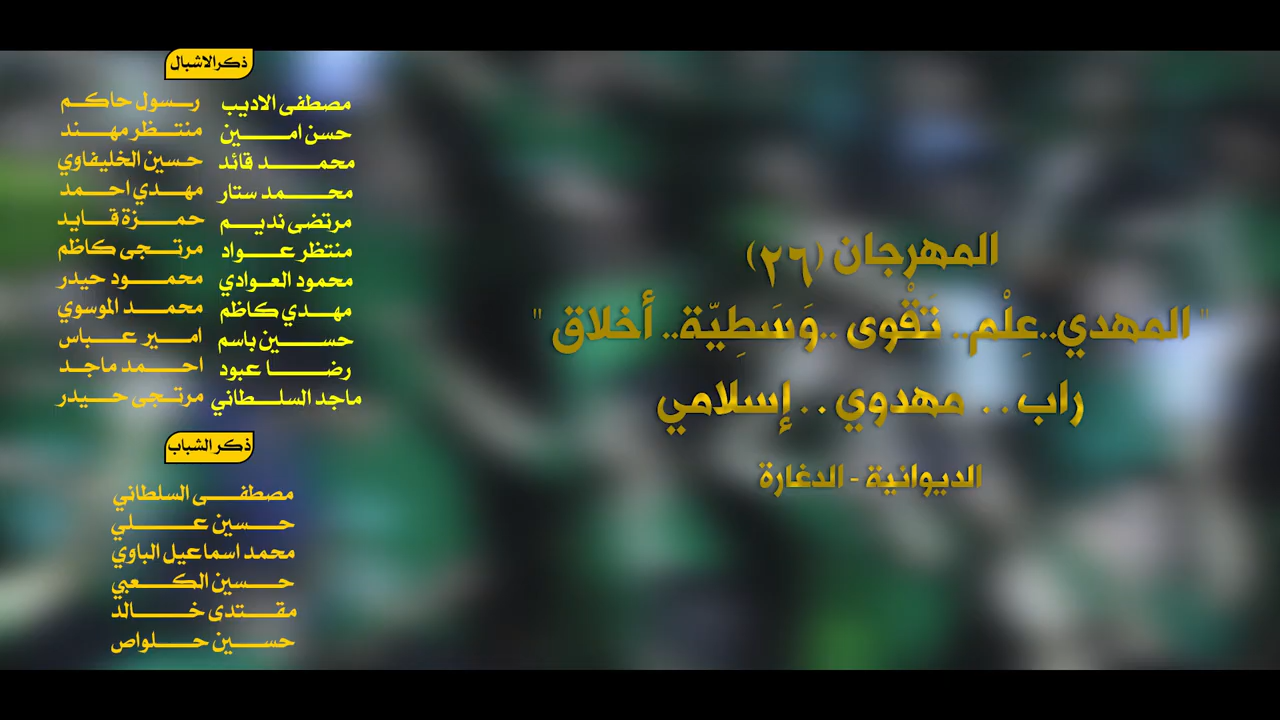 المهرجان (٢٦)
" المهدي..عِلْم.. تَقْوى ..وَسَطِيّة.. أخلاق "
راب . . مهدوي . . إسلامي
الديوانية - الدغارة
ذكر الاشبال
مصطفى الاديب
حسن امين
محمد قائد
محمد ستار
مرتضى نديم
منتظر عواد
محمود العوادي
مهدي كاظم
حسين باسم
رضا عبود
ماجد السلطاني
رسول حاكم
منتظر مهند
حسين الخليفاوي
مهدي احمد
حمزة قايد
مرتجى كاظم
محمود حيدر
محمد الموسوي
امير عباس
احمد ماجد
مرتجى حيدر
ذكر الشباب
مصطفى السلطاني
حسين علي
محمد اسماعيل الباوي
حسين الكعبي
مقتدى خالد
حسين حلواص